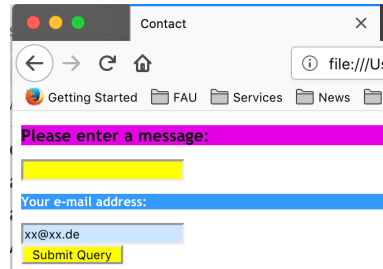 Contact
file:///Us
Getting Started FAU Services News
Please enter a message:
Your e-mail address:
xx@xx.de
Submit Query